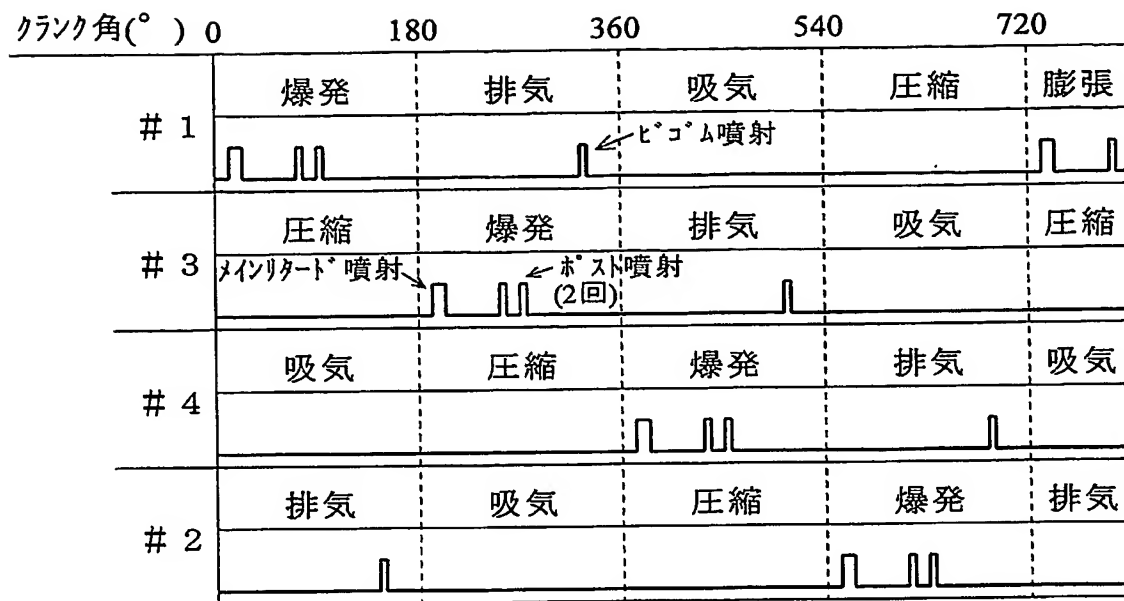 クランク角(°) 0 180 360 540 720
爆発 排気 吸気 圧縮 膨張
# 1
ビゴム噴射
圧縮 爆発 排気 吸気 圧縮
# 3
メインリタード噴射
ポスト噴射
(2回)
吸気 圧縮 爆発 排気 吸気
# 4
排気 吸気 圧縮 爆発 排気
# 2